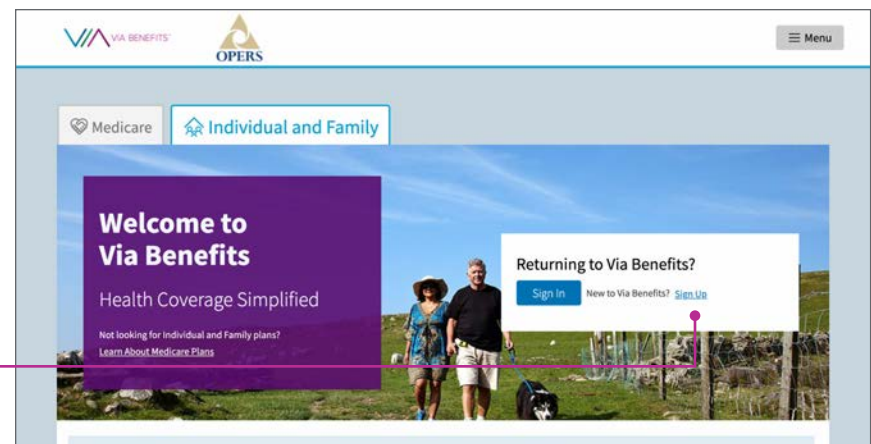 VIA BENEFITS™
OPERS
Menu
Medicare
Individual and Family
Welcome to
Via Benefits
Health Coverage Simplified
Not looking for Individual and Family plans?
Learn About Medicare Plans
Returning to Via Benefits?
Sign In New to Via Benefits? Sign Up